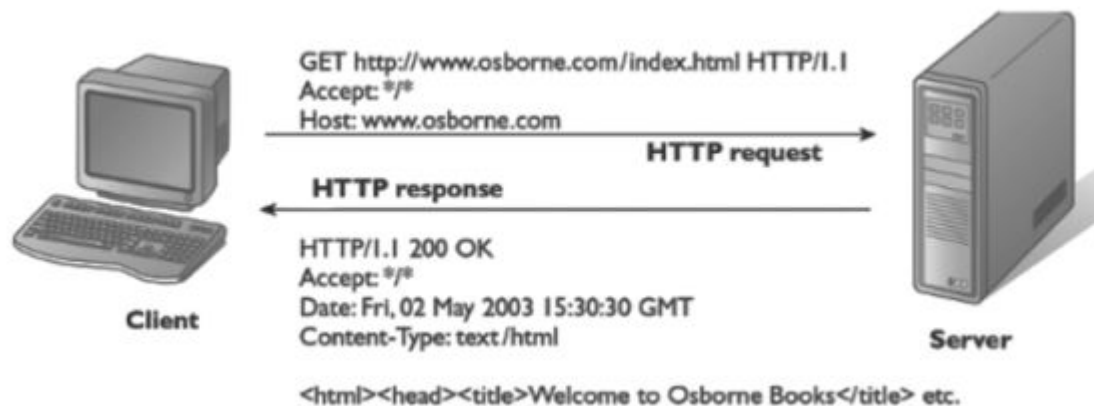 GET http://www.osborne.com/index.html HTTP/1.1
Accept: */*
Host: www.osborne.com
HTTP request
HTTP response
HTTP/1.1 200 OK
Accept: */*
Date: Fri, 02 May 2003 15:30:30 GMT
Content-Type: text/html
Client
Server
<html><head><title>Welcome to Osborne Books</title> etc.